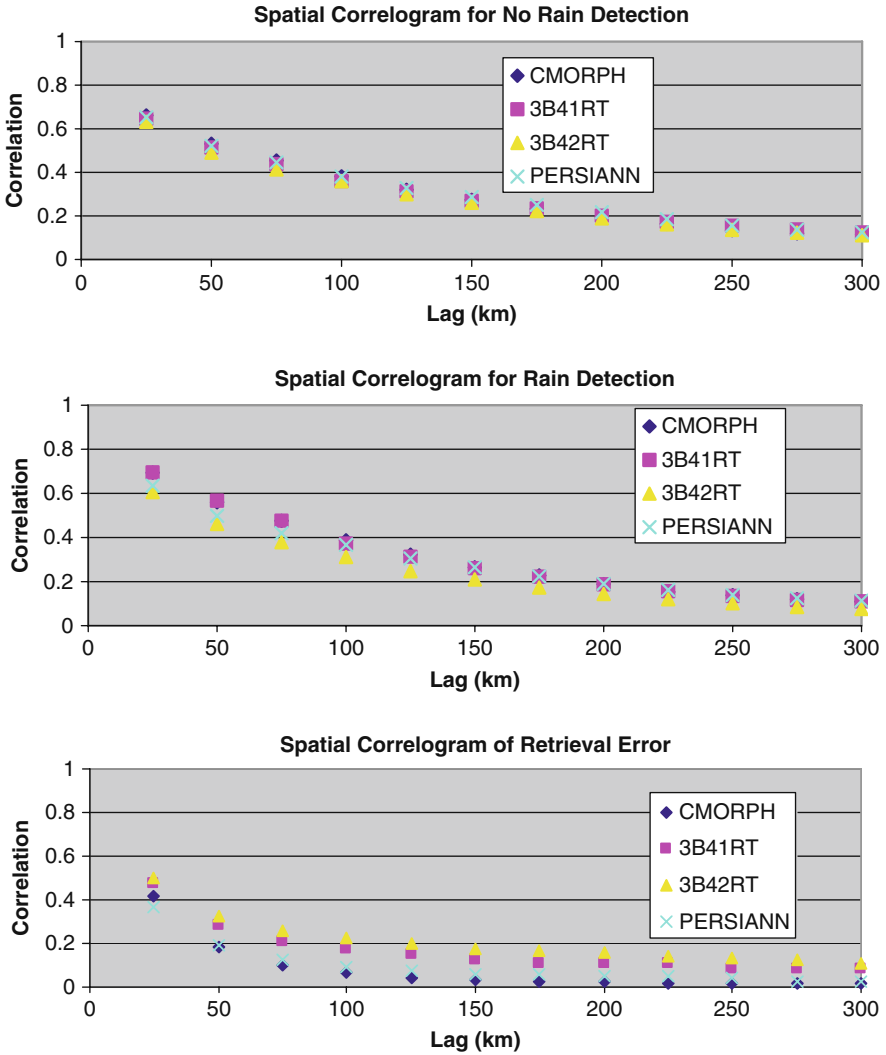 Spatial Correlogram for No Rain Detection
1
0.8
0.6
0.4
0.2
0
Correlation
CMORPH
3B41RT
3B42RT
PERSIANN
0 50 100 150 200 250 300
Lag (km)
Spatial Correlogram for Rain Detection
1
0.8
0.6
0.4
0.2
0
Correlation
CMORPH
3B41RT
3B42RT
PERSIANN
0 50 100 150 200 250 300
Lag (km)
Spatial Correlogram of Retrieval Error
1
0.8
0.6
0.4
0.2
0
Correlation
CMORPH
3B41RT
3B42RT
PERSIANN
0 50 100 150 200 250 300
Lag (km)